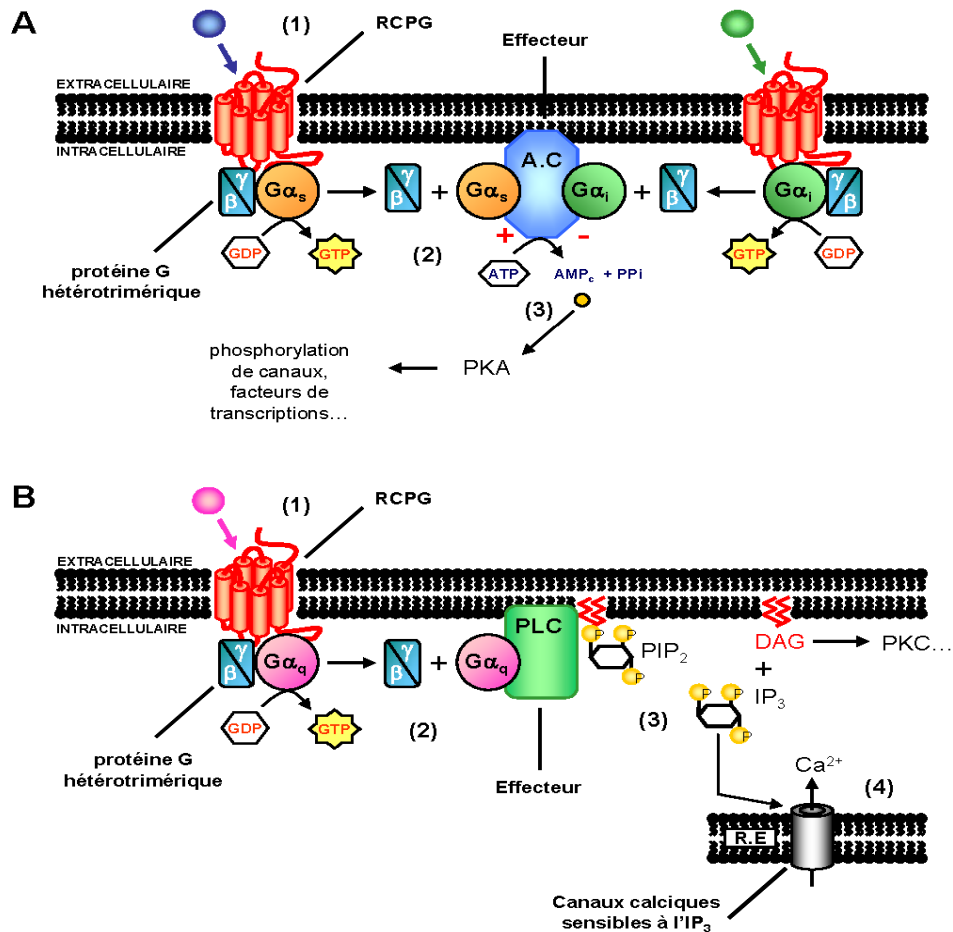 A
(1)
RCPG
Effecteur
EXTRACELLULAIRE
INTRACELLULAIRE
A.C
γ
β
Gαs
γ
β
+
Gαs
Gαi
+
γ
β
Gαi
γ
β
+
-
GDP
GTP
(2)
ATP
AMPc + PPi
GTP
GDP
protéine G
hétérotrimérique
(3)
phosphorylation
de canaux,
facteurs de
transcriptions…
PKA
B
(1)
RCPG
EXTRACELLULAIRE
INTRACELLULAIRE
γ
β
Gαq
γ
β
+
Gαq
PLC
P
P
P
PIP2
DAG
PKC…
+
GDP
GTP
(2)
(3)
P
P
P
IP3
protéine G
hétérotrimérique
Effecteur
Ca2+
(4)
R.E
Canaux calciques
sensibles à l'IP3